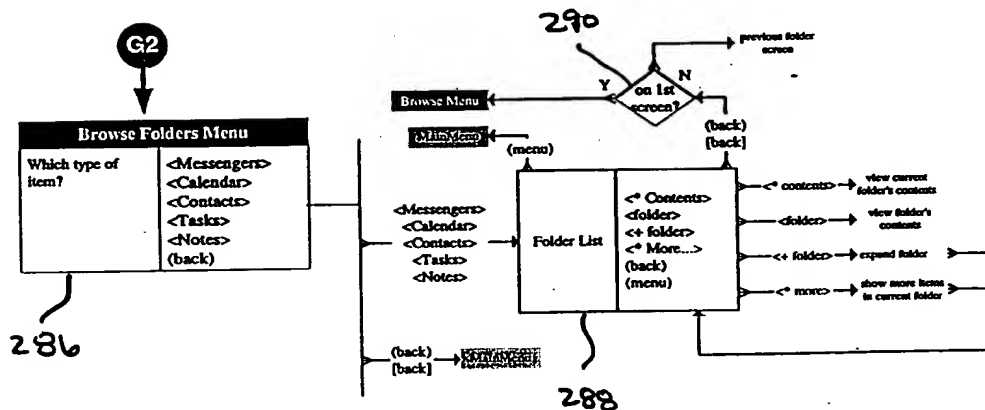 G2
Browse Folders Menu
Which type of
item?
<Messengers>
<Calendar>
<Contacts>
<Tasks>
<Notes>
(back)
286
<Messengers>
<Calendar>
<Contacts>
<Tasks>
<Notes>
(back)
[back]
<MainMenu>
290
on 1st
screen?
Y
N
previous folder
screen
Browse Menu
(MainMenu)
(menu)
(back)
[back]
Folder List
<* Contents>
<folder>
<+ folder>
<* More...>
(back)
(menu)
288
<* contents>
view current
folder's contents
<folder>
view folder's
contents
<+ folder>
expand folder
<* more>
show more items
in current folder